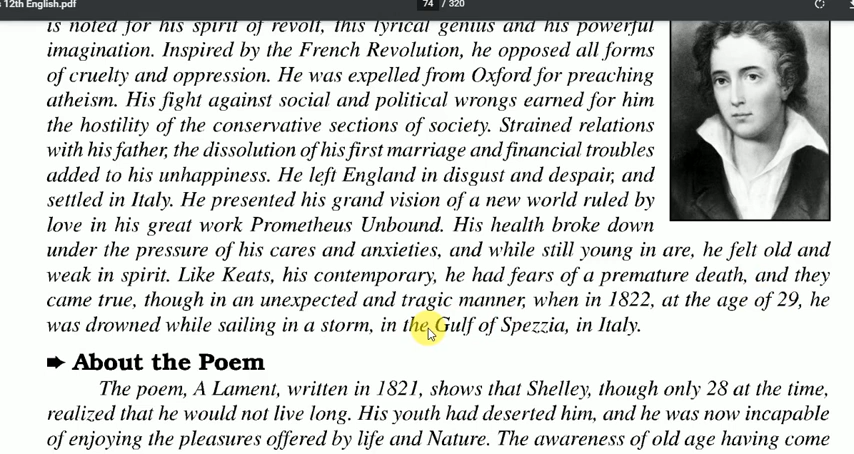 12th English.pdf
74 / 320
is noted for his spirit of revolt, this lyrical genius and his powerful
imagination. Inspired by the French Revolution, he opposed all forms
of cruelty and oppression. He was expelled from Oxford for preaching
atheism. His fight against social and political wrongs earned for him
the hostility of the conservative sections of society. Strained relations
with his father, the dissolution of his first marriage and financial troubles
added to his unhappiness. He left England in disgust and despair, and
settled in Italy. He presented his grand vision of a new world ruled by
love in his great work Prometheus Unbound. His health broke down
under the pressure of his cares and anxieties, and while still young in are, he felt old and
weak in spirit. Like Keats, his contemporary, he had fears of a premature death, and they
came true, though in an unexpected and tragic manner, when in 1822, at the age of 29, he
was drowned while sailing in a storm, in the Gulf of Spezzia, in Italy.
➨ About the Poem
The poem, A Lament, written in 1821, shows that Shelley, though only 28 at the time,
realized that he would not live long. His youth had deserted him, and he was now incapable
of enjoying the pleasures offered by life and Nature. The awareness of old age having come